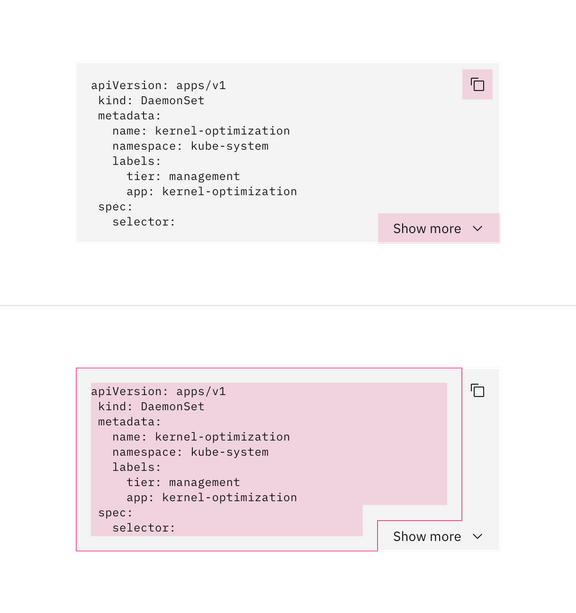 apiVersion: apps/v1
 kind: DaemonSet
 metadata:
   name: kernel-optimization
   namespace: kube-system
   labels:
     tier: management
     app: kernel-optimization
 spec:
   selector:
Show more
apiVersion: apps/v1
 kind: DaemonSet
 metadata:
   name: kernel-optimization
   namespace: kube-system
   labels:
     tier: management
     app: kernel-optimization
 spec:
   selector:
Show more